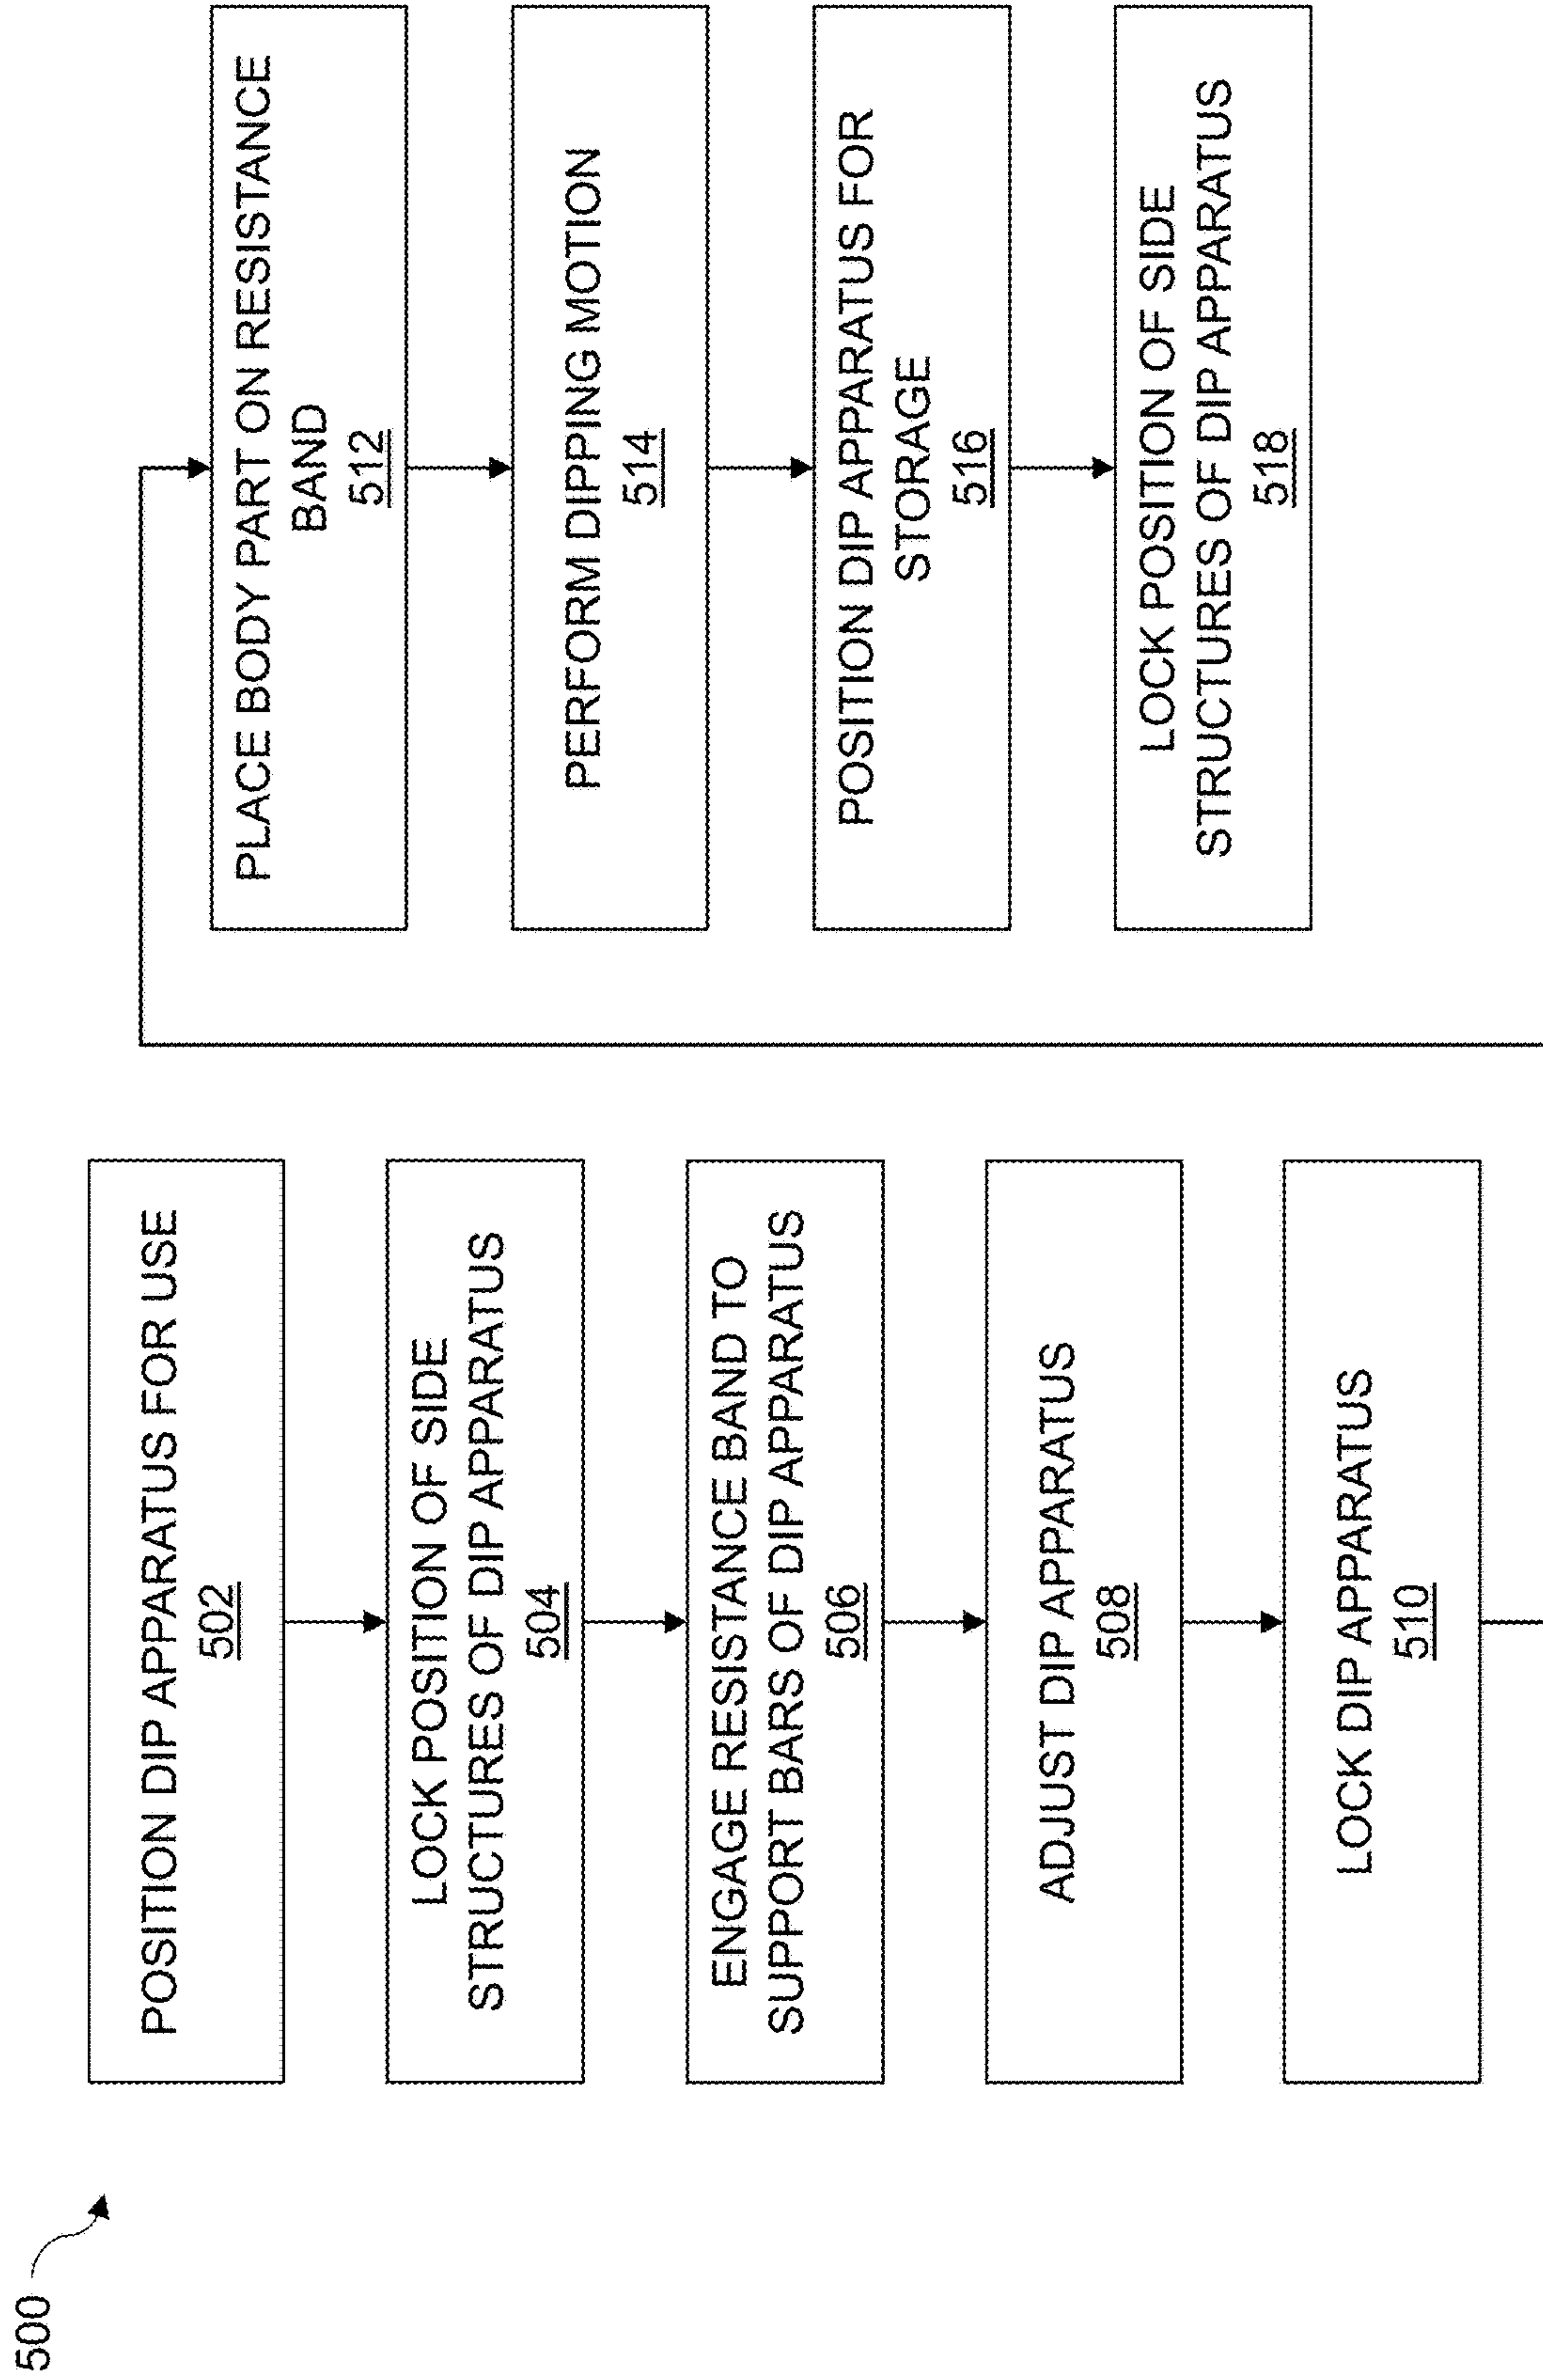 500
POSITION DIP APPARATUS FOR USE
502
LOCK POSITION OF SIDE
STRUCTURES OF DIP APPARATUS
504
ENGAGE RESISTANCE BAND TO
SUPPORT BARS OF DIP APPARATUS
506
ADJUST DIP APPARATUS
508
LOCK DIP APPARATUS
510
PLACE BODY PART ON RESISTANCE
BAND
512
PERFORM DIPPING MOTION
514
POSITION DIP APPARATUS FOR
STORAGE
516
LOCK POSITION OF SIDE
STRUCTURES OF DIP APPARATUS
518